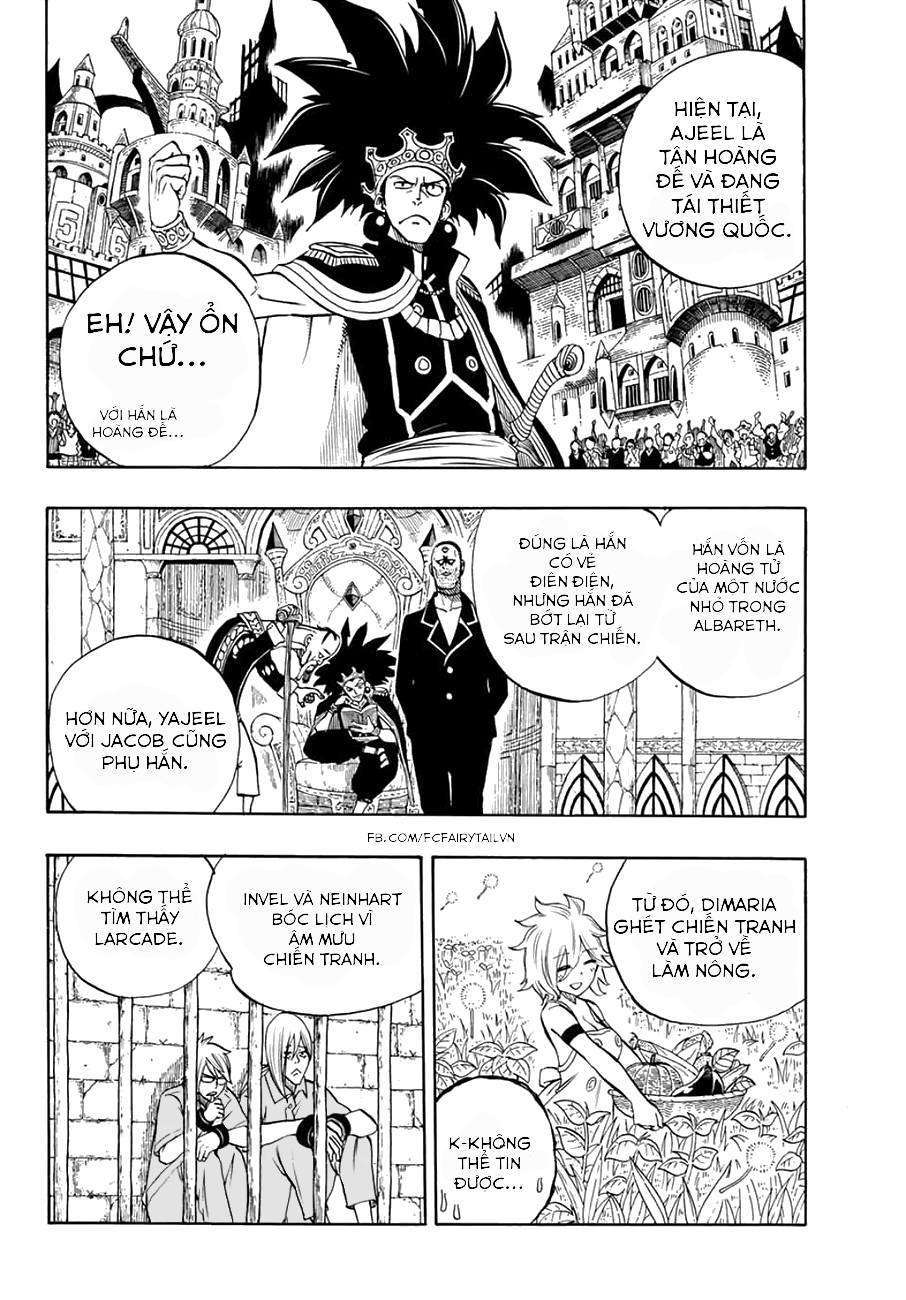 HIỆN TẠI,
AJEEL LÀ
TÂN HOÀNG
ĐẾ VÀ ĐANG
TÁI THIẾT
VƯƠNG QUỐC.
EH! VẬY ỔN
CHỨ...
VỚI HẮN LÀ
HOÀNG ĐẾ...
HẮN VỐN LÀ
HOÀNG TỬ
CỦA MỘT NƯỚC
NHỎ TRONG
ALBARETH.
ĐÚNG LÀ HẮN
CÓ VẺ
ĐIÊN ĐIÊN,
NHƯNG HẮN ĐÃ
BỚT LẠI TỪ
SAU TRẬN CHIẾN.
HƠN NỮA, YAJEEL
VỚI JACOB CŨNG
PHỤ HẮN.
FB.COM/FCFAIRYTAILVN
TỪ ĐÓ, DIMARIA
GHÉT CHIẾN TRANH
VÀ TRỞ VỀ
LÀM NÔNG.
K-KHÔNG
THỂ TIN
ĐƯỢC...
INVEL VÀ NEINHART
BÓC LỊCH VÌ
ÂM MƯU
CHIẾN TRANH.
KHÔNG THỂ
TÌM THẤY
LARCADE.
5
6